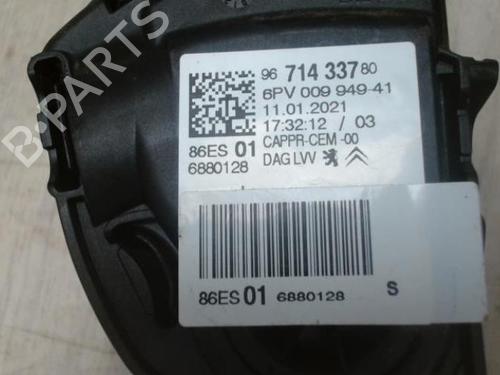 B-PARTS
96 714 337 80
6PV 009 949-41
11.01.2021
17:32:12 / 03
86ES 01 CAPPR-CEM -00
6880128 DAG LVV
86ES 01 6880128 S